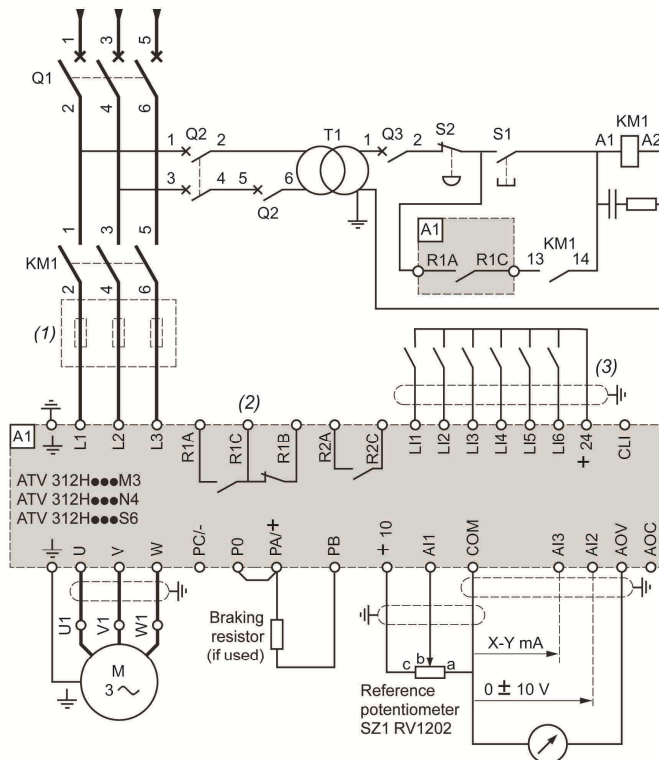 1 3 5
Q1
2 4 6
1 Q2 2
T1
1 Q3 2
S2
S1
KM1
A1 A2
3 4 5 6
Q2
A1
R1A R1C
KM1
13 14
1 3 5
KM1
2 4 6
(1)
(2)
(3)
A1
L1 L2 L3 R1A R1C R1B R2A R2C LI1 LI2 LI3 LI4 LI5 LI6 + 24 CLI
ATV 312H●●●M3
ATV 312H●●●N4
ATV 312H●●●S6
U V W PC/- P0 PA/+ PB + 10 AI1 COM AI3 AI2 AOV AOC
U1 V1 W1
M
3 ~
Braking
resistor
(if used)
c b a
Reference
potentiometer
SZ1 RV1202
X-Y mA
0 ± 10 V